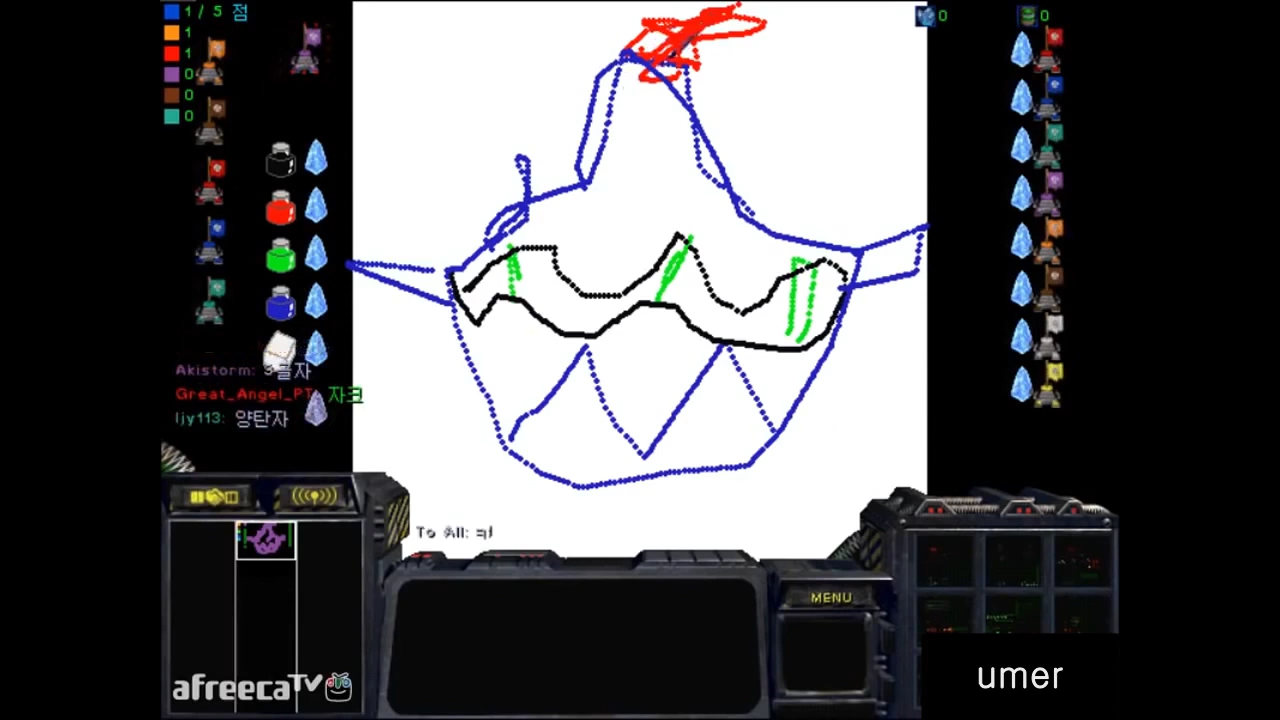 1 / 5 점
1
1
0
0
0
0
0
Akistorm: 3글자
Great_Angel_PT: 자크
ljy113: 양탄자
To All: ㅋ/
MENU
afreecaTV
umer